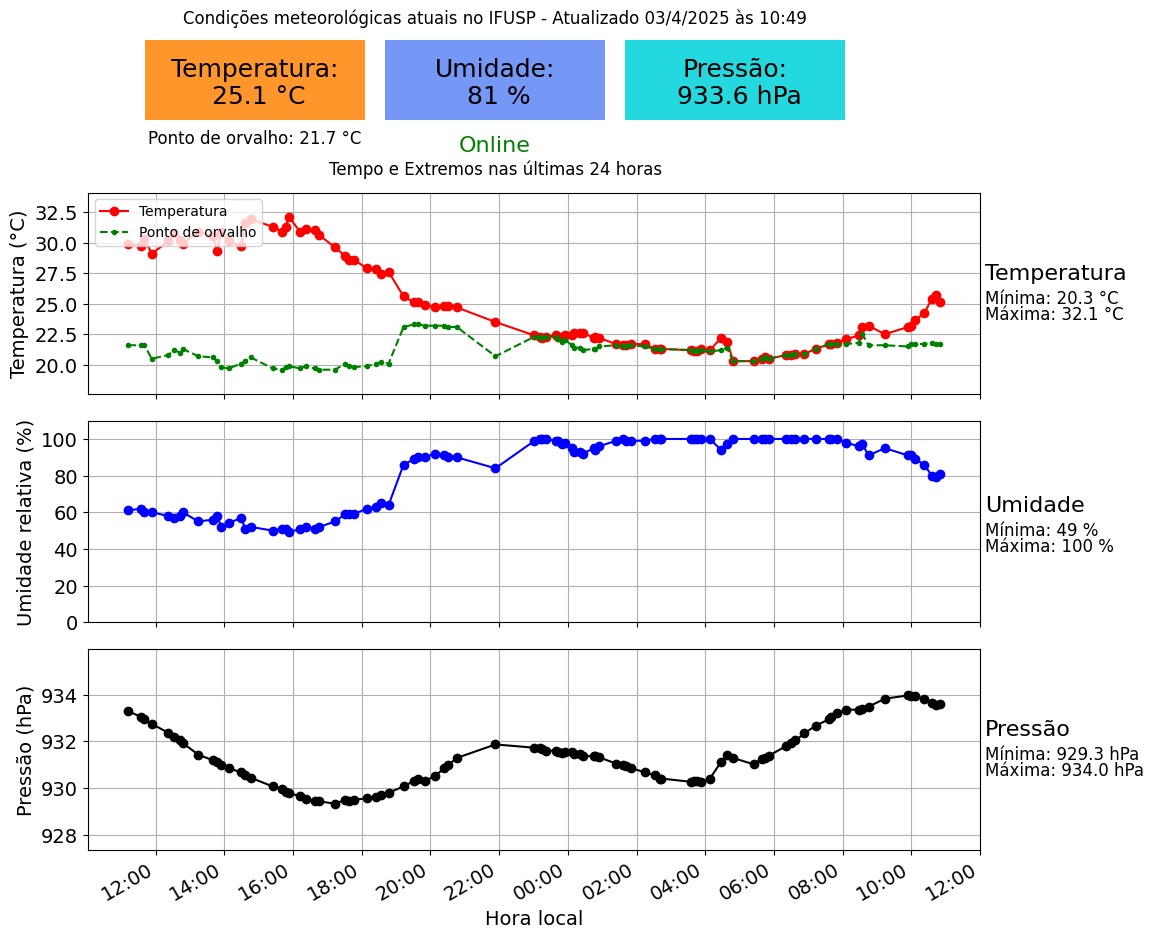 Condições meteorológicas atuais no IFUSP - Atualizado 03/4/2025 às 10:49
Temperatura:
25.1 °C
Umidade:
81 %
Pressão:
933.6 hPa
Ponto de orvalho: 21.7 °C
Online
Tempo e Extremos nas últimas 24 horas
Temperatura (°C)
32.5
30.0
27.5
25.0
22.5
20.0
Temperatura
Ponto de orvalho
Temperatura
Mínima: 20.3 °C
Máxima: 32.1 °C
Umidade relativa (%)
100
80
60
40
20
0
Umidade
Mínima: 49 %
Máxima: 100 %
Pressão (hPa)
934
932
930
928
Pressão
Mínima: 929.3 hPa
Máxima: 934.0 hPa
12:00
14:00
16:00
18:00
20:00
22:00
00:00
02:00
04:00
06:00
08:00
10:00
12:00
Hora local